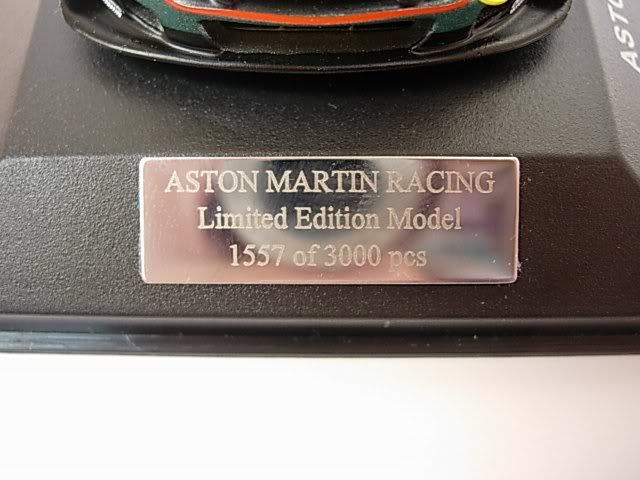 ASTON MARTIN RACING
Limited Edition Model
1557 of 3000 pcs